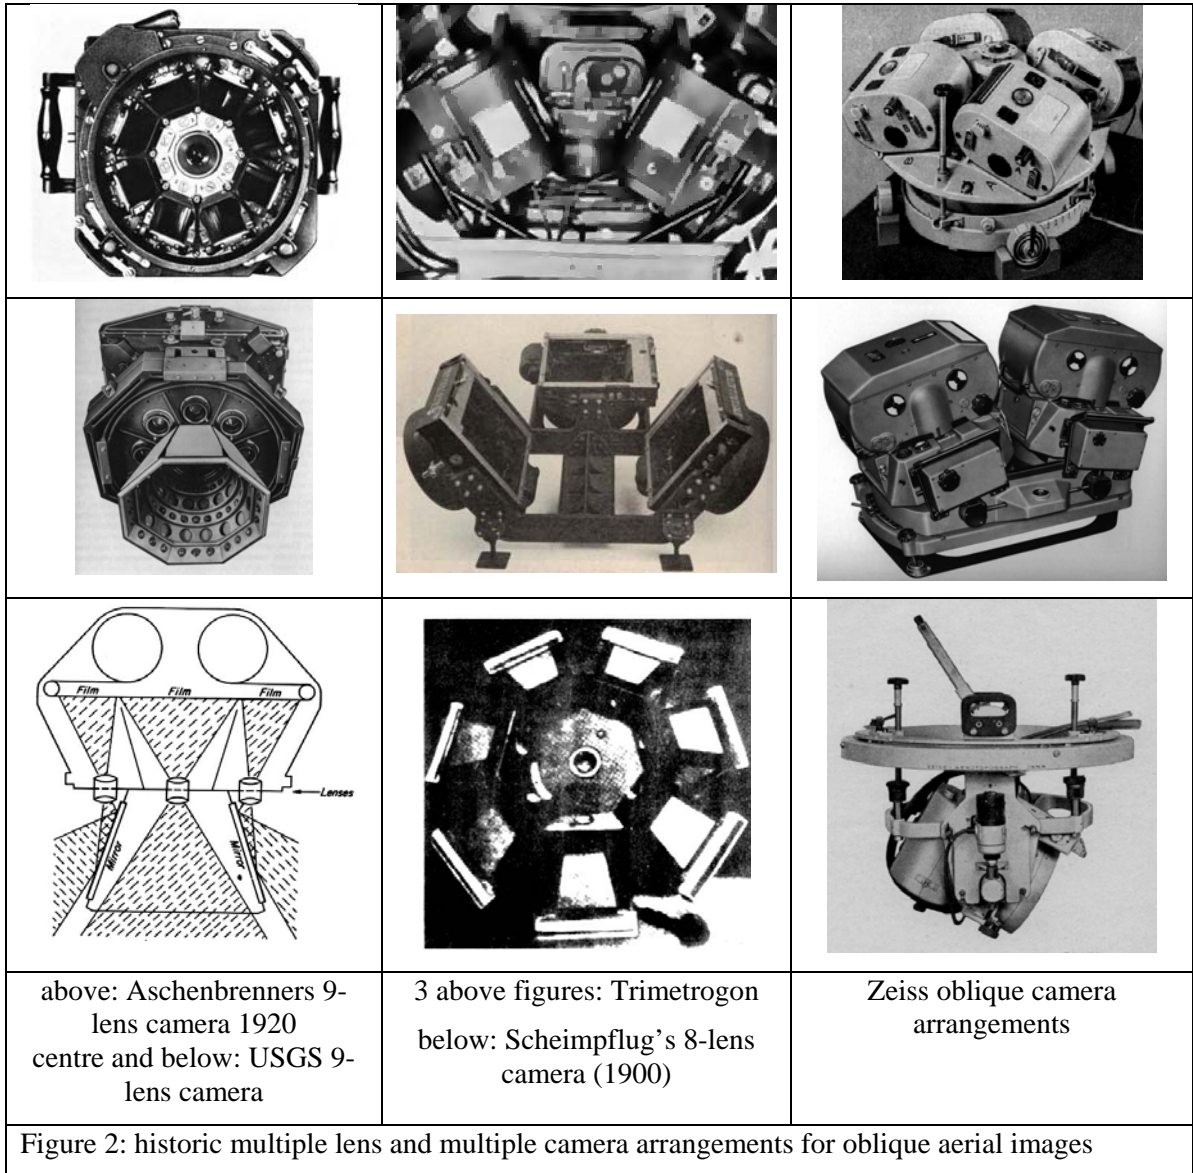 Film
Film
Film
Lenses
Mirror
Mirror
above: Aschenbrenners 9-
lens camera 1920
centre and below: USGS 9-
lens camera
3 above figures: Trimetrogon
below: Scheimpflug’s 8-lens
camera (1900)
Zeiss oblique camera
arrangements
Figure 2: historic multiple lens and multiple camera arrangements for oblique aerial images